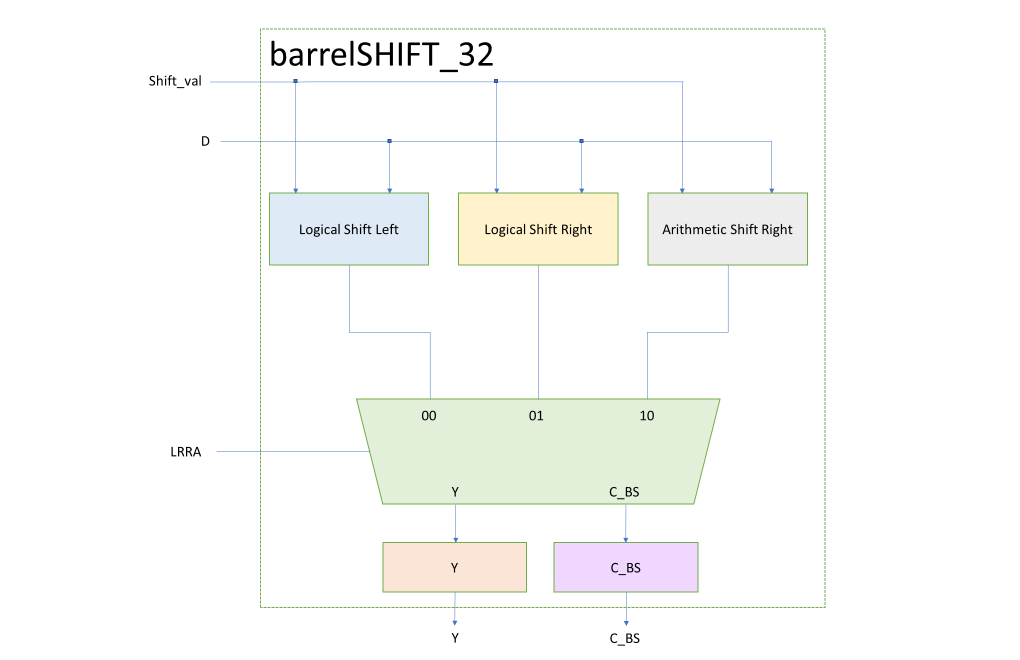 barrelSHIFT_32
Shift_val
D
Logical Shift Left
Logical Shift Right
Arithmetic Shift Right
00
01
10
LRRA
Y
C_BS
Y
C_BS
Y
C_BS